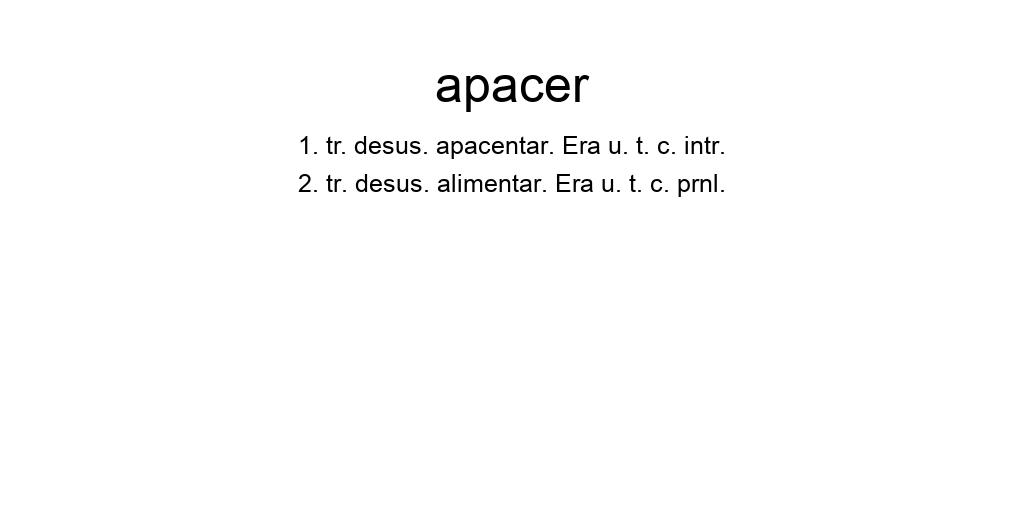 apacer
1. tr. desus. apacentar. Era u. t. c. intr.
2. tr. desus. alimentar. Era u. t. c. prnl.